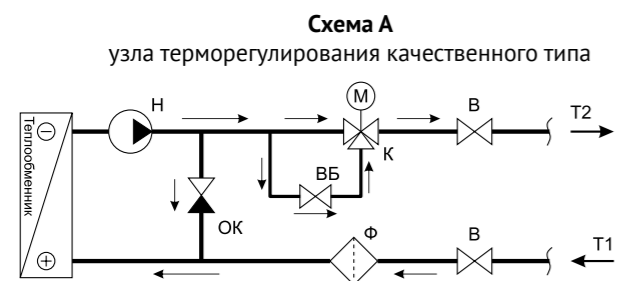 Схема А
узла терморегулирования качественного типа
Н
М
В
Т2
Теплообменник
К
ВБ
ОК
Ф
В
Т1